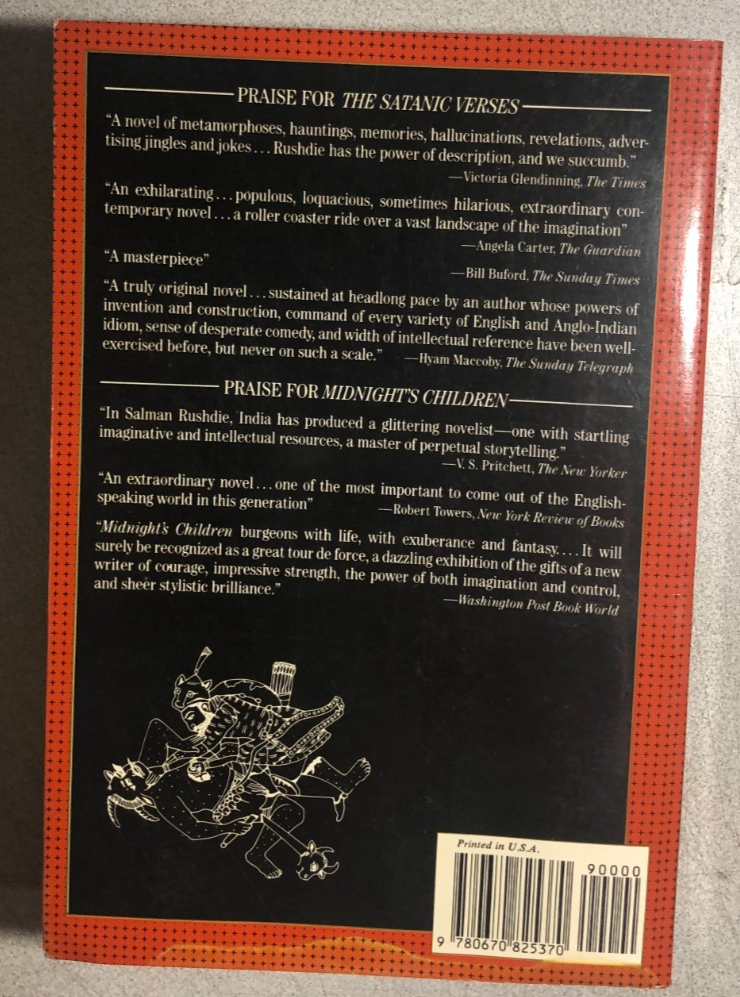 PRAISE FOR THE SATANIC VERSES
“A novel of metamorphoses, hauntings, memories, hallucinations, revelations, adver-
tising jingles and jokes... Rushdie has the power of description, and we succumb.”
—Victoria Glendinning, The Times
“An exhilarating... populous, loquacious, sometimes hilarious, extraordinary con-
temporary novel... a roller coaster ride over a vast landscape of the imagination”
—Angela Carter, The Guardian
“A masterpiece”
—Bill Buford, The Sunday Times
“A truly original novel... sustained at headlong pace by an author whose powers of
invention and construction, command of every variety of English and Anglo-Indian
idiom, sense of desperate comedy, and width of intellectual reference have been well-
exercised before, but never on such a scale.” —Hyam Maccoby, The Sunday Telegraph
PRAISE FOR MIDNIGHT'S CHILDREN
“In Salman Rushdie, India has produced a glittering novelist—one with startling
imaginative and intellectual resources, a master of perpetual storytelling.”
—V. S. Pritchett, The New Yorker
“An extraordinary novel... one of the most important to come out of the English-
speaking world in this generation” —Robert Towers, New York Review of Books
“Midnight's Children burgeons with life, with exuberance and fantasy.... It will
surely be recognized as a great tour de force, a dazzling exhibition of the gifts of a new
writer of courage, impressive strength, the power of both imagination and control,
and sheer stylistic brilliance.”
—Washington Post Book World
Printed in U.S.A.
90000
9 780670 825370